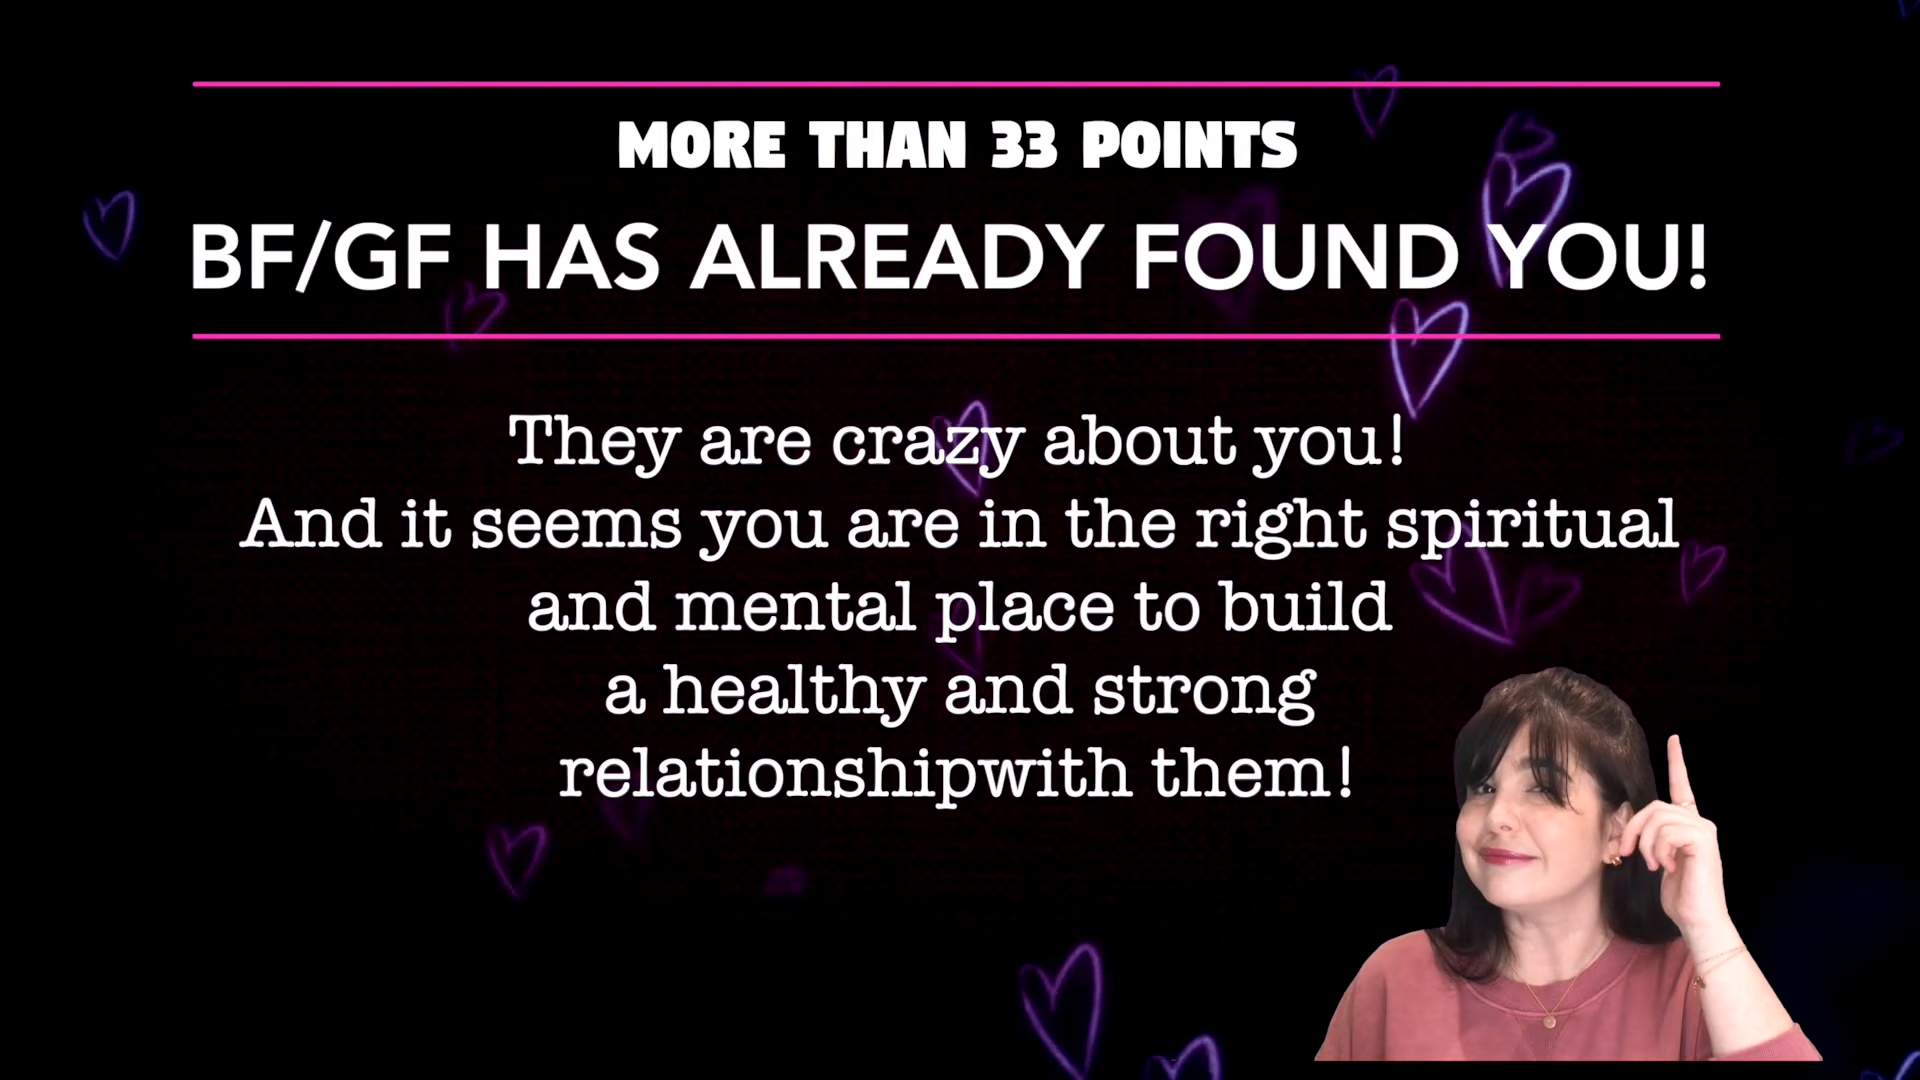 MORE THAN 33 POINTS
BF/GF HAS ALREADY FOUND YOU!
They are crazy about you!
And it seems you are in the right spiritual
and mental place to build
a healthy and strong
relationshipwith them!